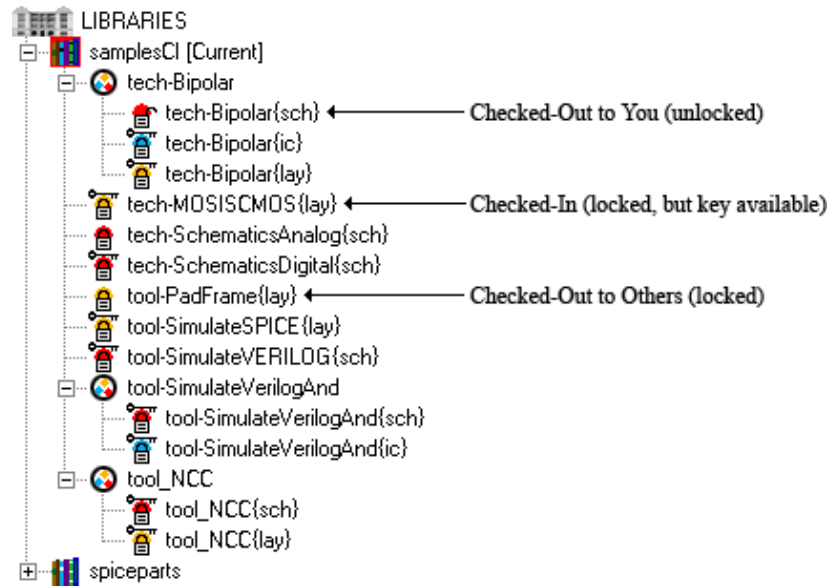 LIBRARIES
samplesCI [Current]
tech-Bipolar
tech-Bipolar{sch} Checked-Out to You (unlocked)
tech-Bipolar{ic}
tech-Bipolar{lay}
tech-MOSISCMOS{lay} Checked-In (locked, but key available)
tech-SchematicsAnalog{sch}
tech-SchematicsDigital{sch}
tool-PadFrame{lay} Checked-Out to Others (locked)
tool-SimulateSPICE{lay}
tool-SimulateVERILOG{sch}
tool-SimulateVerilogAnd
tool-SimulateVerilogAnd{sch}
tool-SimulateVerilogAnd{ic}
tool_NCC
tool_NCC{sch}
tool_NCC{lay}
spiceparts